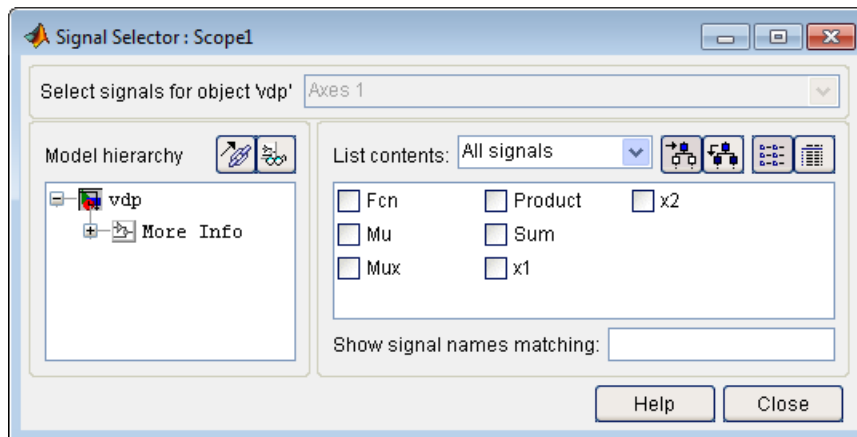 Signal Selector : Scope1
Select signals for object 'vdp' Axes 1
Model hierarchy
vdp
More Info
List contents: All signals
Fcn Product x2
Mu Sum
Mux x1
Show signal names matching:
Help Close